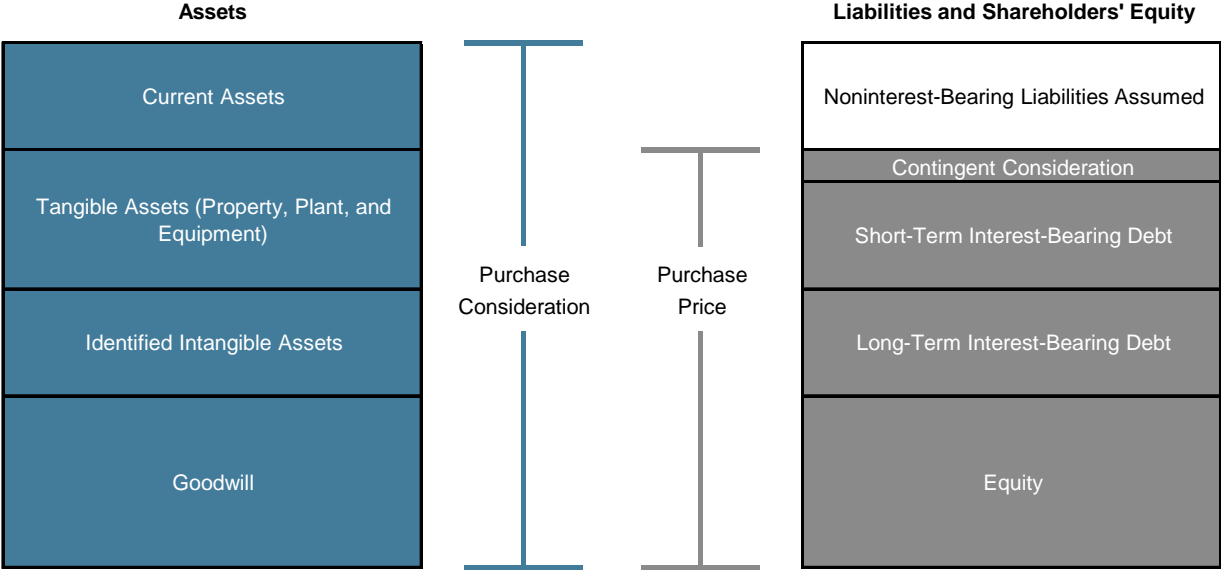 Assets
Liabilities and Shareholders' Equity
Current Assets
Noninterest-Bearing Liabilities Assumed
Contingent Consideration
Tangible Assets (Property, Plant, and
Equipment)
Short-Term Interest-Bearing Debt
Purchase
Consideration
Purchase
Price
Identified Intangible Assets
Long-Term Interest-Bearing Debt
Goodwill
Equity